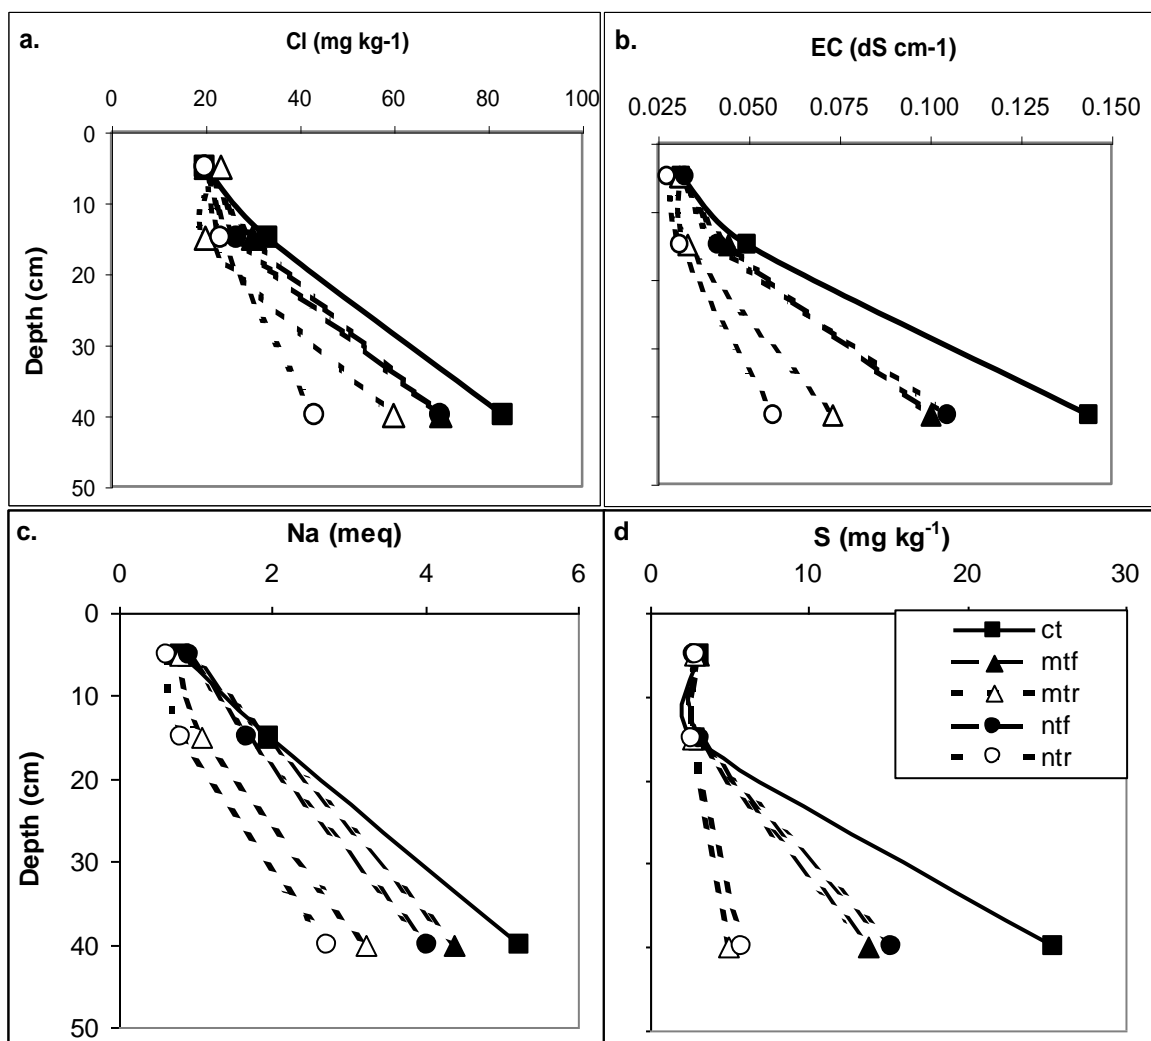 a.
Cl (mg kg-1)
0 20 40 60 80 100
0
10
20
30
40
50
Depth (cm)
b.
EC (dS cm-1)
0.025 0.050 0.075 0.100 0.125 0.150
c.
Na (meq)
0 2 4 6
0
10
20
30
40
50
Depth (cm)
d
S (mg kg⁻¹)
0 10 20 30
ct
mtf
mtr
ntf
ntr